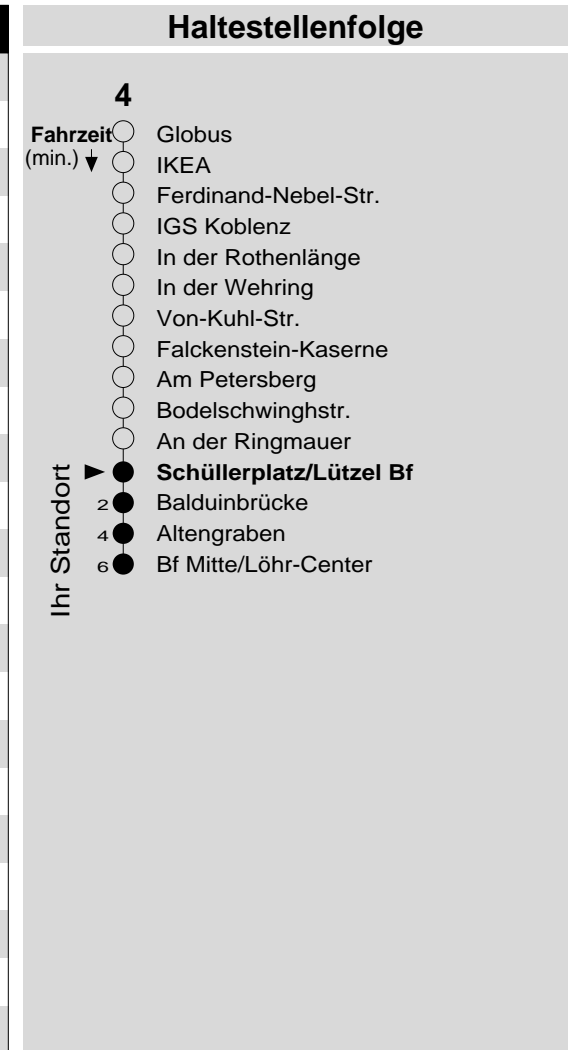 Haltestellenfolge
4
Fahrzeit Globus
(min.) IKEA
Ferdinand-Nebel-Str.
IGS Koblenz
In der Rothenlänge
In der Wehring
Von-Kuhl-Str.
Falckenstein-Kaserne
Am Petersberg
Bodelschwinghstr.
An der Ringmauer
Ihr Standort
Schüllerplatz/Lützel Bf
2 Balduinbrücke
4 Altengraben
6 Bf Mitte/Löhr-Center